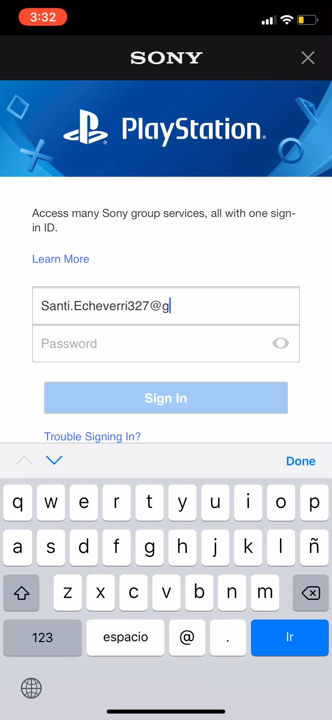 3:32
SONY
PlayStation.
Access many Sony group services, all with one sign-
in ID.
Learn More
Santi.Echeverri327@g
Password
Sign In
Trouble Signing In?
Done
q w e r t y u i o p
a s d f g h j k l ñ
z x c v b n m
123 espacio @ . Ir